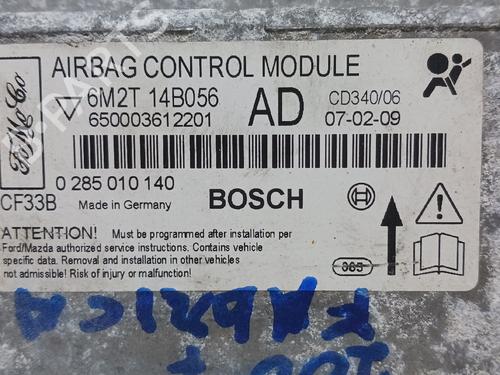 FoMoCo
AIRBAG CONTROL MODULE
6M2T 14B056 AD CD340/06
650003612201 07-02-09
0 285 010 140 BOSCH
CF33B Made in Germany
ATTENTION! Must be programmed after installation per
Ford/Mazda authorized service instructions. Contains vehicle
specific data. Removal and installation in other vehicles
not admissible! Risk of injury or malfunction!